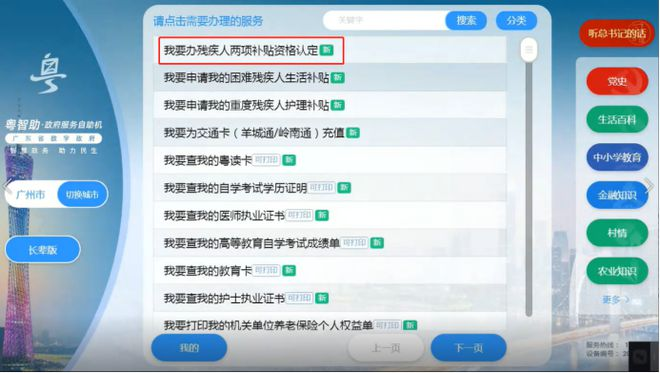 请点击需要办理的服务
关键字
搜索
分类
听总书记的话
我要办残疾人两项补贴资格认定 新
我要申请我的困难残疾人生活补贴 新
我要申请我的重度残疾人护理补贴 新
我要为交通卡（羊城通/岭南通）充值 新
我要查我的粤读卡 可打印 新
我要查我的自学考试学历证明 可打印 新
我要查我的医师执业证书 可打印 新
我要查我的高等教育自学考试成绩单 可打印 新
我要查我的教育卡 可打印 新
我要查我的护士执业证书 可打印 新
我要打印我的机关单位养老保险个人权益单 可打印 新
我的
上一页
下一页
粤
粤智助·政府服务自助机
广东省数字政府
智慧政务 助力民生
广州市
切换城市
长辈版
党史
生活百科
中小学教育
金融知识
村情
农业知识
更多
服务热线：1
设备编号：20